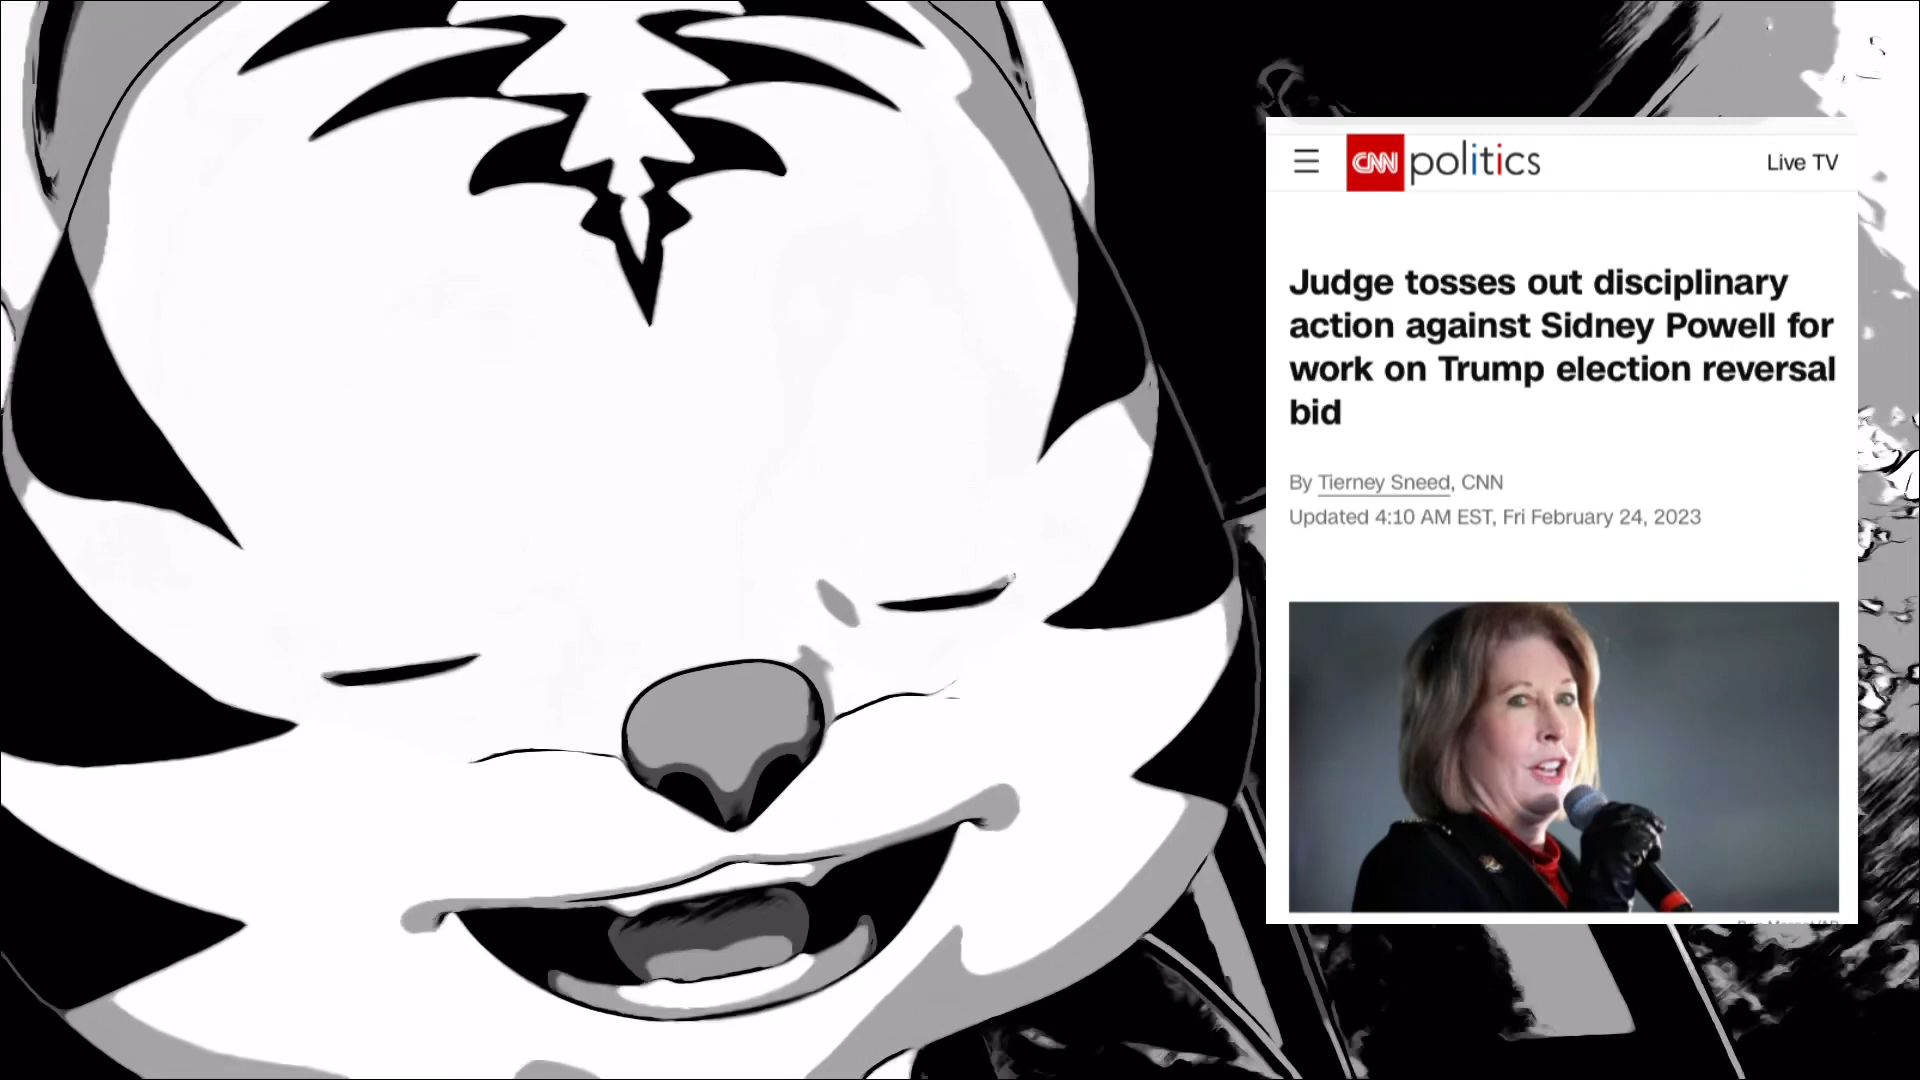 CNN politics
Live TV
Judge tosses out disciplinary
action against Sidney Powell for
work on Trump election reversal
bid
By Tierney Sneed, CNN
Updated 4:10 AM EST, Fri February 24, 2023